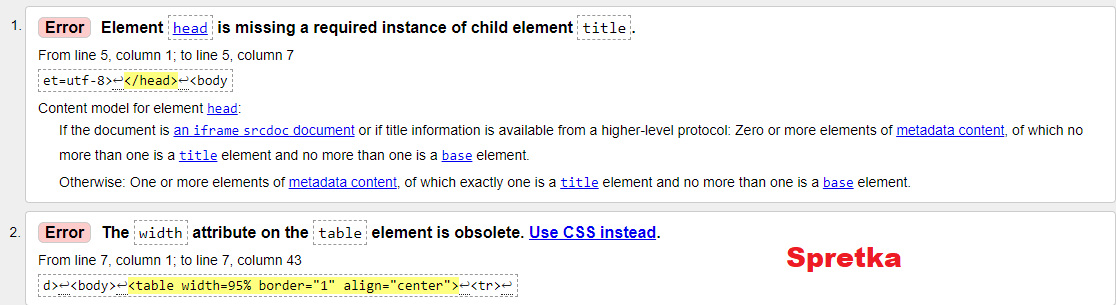 1. Error Element head is missing a required instance of child element title.
From line 5, column 1; to line 5, column 7
et=utf-8>↩</head>↩<body
Content model for element head:
If the document is an iframe srcdoc document or if title information is available from a higher-level protocol: Zero or more elements of metadata content, of which no
more than one is a title element and no more than one is a base element.
Otherwise: One or more elements of metadata content, of which exactly one is a title element and no more than one is a base element.
2. Error The width attribute on the table element is obsolete. Use CSS instead.
From line 7, column 1; to line 7, column 43
d>↩<body>↩<table width=95% border="1" align="center">↩<tr>↩
Spretka